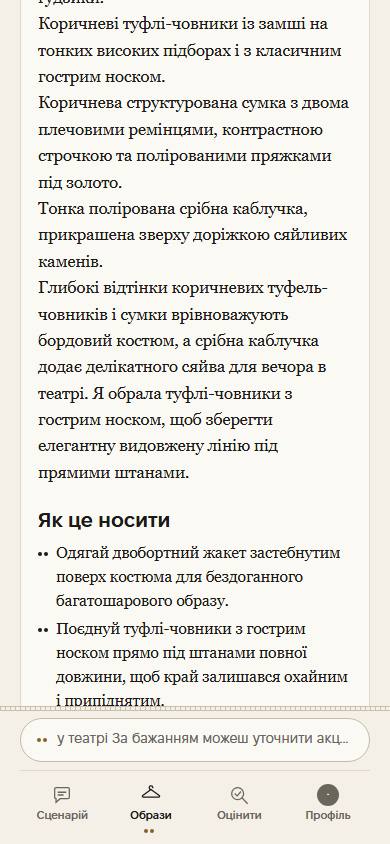 ґудзики.
Коричневі туфлі-човники із замші на
тонких високих підборах і з класичним
гострим носком.
Коричнева структурована сумка з двома
плечовими ремінцями, контрастною
строчкою та полірованими пряжками
під золото.
Тонка полірована срібна каблучка,
прикрашена зверху доріжкою сяйливих
каменів.
Глибокі відтінки коричневих туфель-
човників і сумки врівноважують
бордовий костюм, а срібна каблучка
додає делікатного сяйва для вечора в
театрі. Я обрала туфлі-човники з
гострим носком, щоб зберегти
елегантну видовжену лінію під
прямими штанами.
Як це носити
•• Одягай двобортний жакет застебнутим
поверх костюма для бездоганного
багатошарового образу.
•• Поєднуй туфлі-човники з гострим
носком прямо під штанами повної
довжини, щоб край залишався охайним
і припіднятим.
•• у театрі За бажанням можеш уточнити акц...
Сценарій
Образи
Оцінити
Профіль